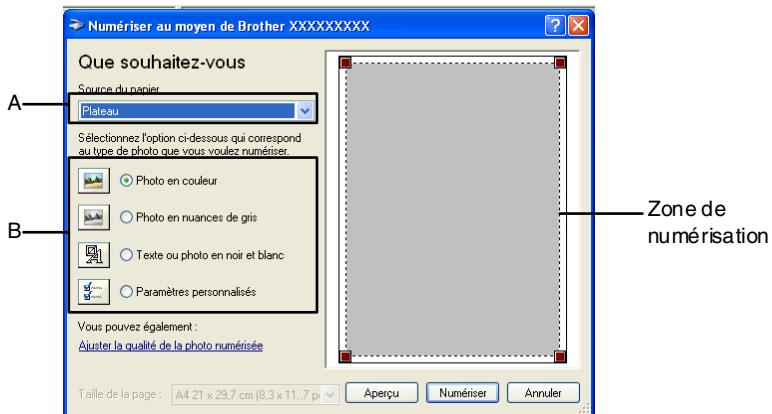 Numériser au moyen de Brother XXXXXXXXX
Que souhaitez-vous
Source du papier
A
Plateau
Sélectionnez l'option ci-dessous qui correspond
au type de photo que vous voulez numériser.
B
Photo en couleur
Photo en nuances de gris
Texte ou photo en noir et blanc
Paramètres personnalisés
Zone de
numérisation
Vous pouvez également :
Ajuster la qualité de la photo numérisée
Taille de la page : A4 21 x 29,7 cm (8,3 x 11.,7 p
Aperçu
Numériser
Annuler